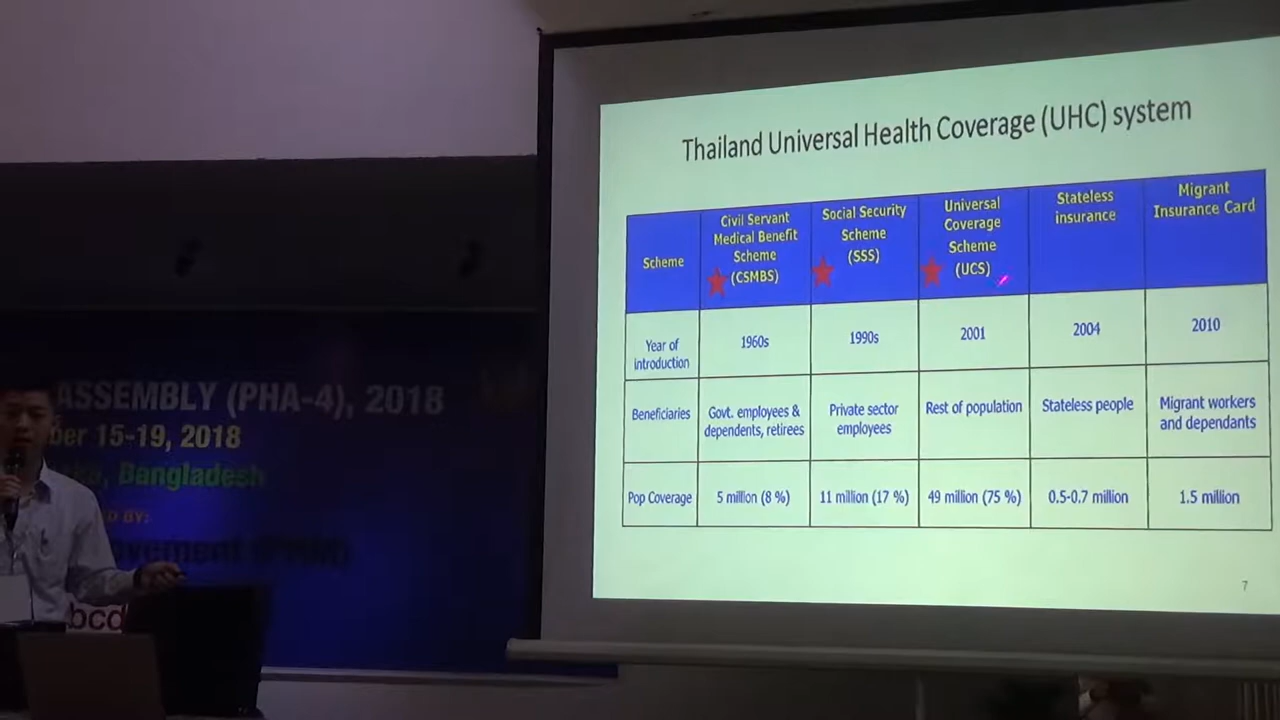 Thailand Universal Health Coverage (UHC) system
Scheme
Civil Servant
Medical Benefit
Scheme
(CSMBS)
Social Security
Scheme
(SSS)
Universal
Coverage
Scheme
(UCS)
Stateless
insurance
Migrant
Insurance Card
Year of
introduction
1960s
1990s
2001
2004
2010
Beneficiaries
Govt. employees &
dependents, retirees
Private sector
employees
Rest of population
Stateless people
Migrant workers
and dependants
Pop Coverage
5 million (8 %)
11 million (17 %)
49 million (75 %)
0.5-0.7 million
1.5 million
7
ASSEMBLY (PHA-4), 2018
15-19, 2018
Bangladesh
BY:
bcd